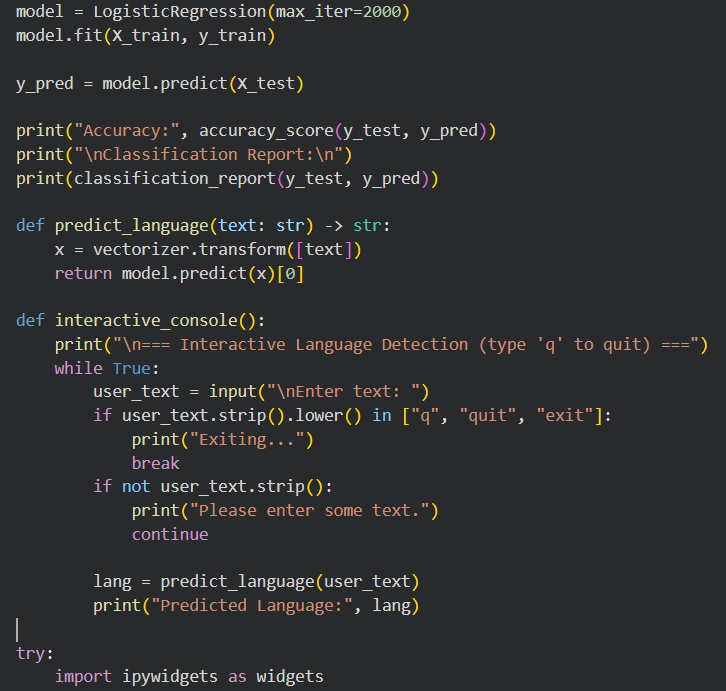 model = LogisticRegression(max_iter=2000)
model.fit(X_train, y_train)

y_pred = model.predict(X_test)

print("Accuracy:", accuracy_score(y_test, y_pred))
print("\nClassification Report:\n")
print(classification_report(y_test, y_pred))

def predict_language(text: str) -> str:
    x = vectorizer.transform([text])
    return model.predict(x)[0]

def interactive_console():
    print("\n=== Interactive Language Detection (type 'q' to quit) ===")
    while True:
        user_text = input("\nEnter text: ")
        if user_text.strip().lower() in ["q", "quit", "exit"]:
            print("Exiting...")
            break
        if not user_text.strip():
            print("Please enter some text.")
            continue

        lang = predict_language(user_text)
        print("Predicted Language:", lang)

try:
    import ipywidgets as widgets